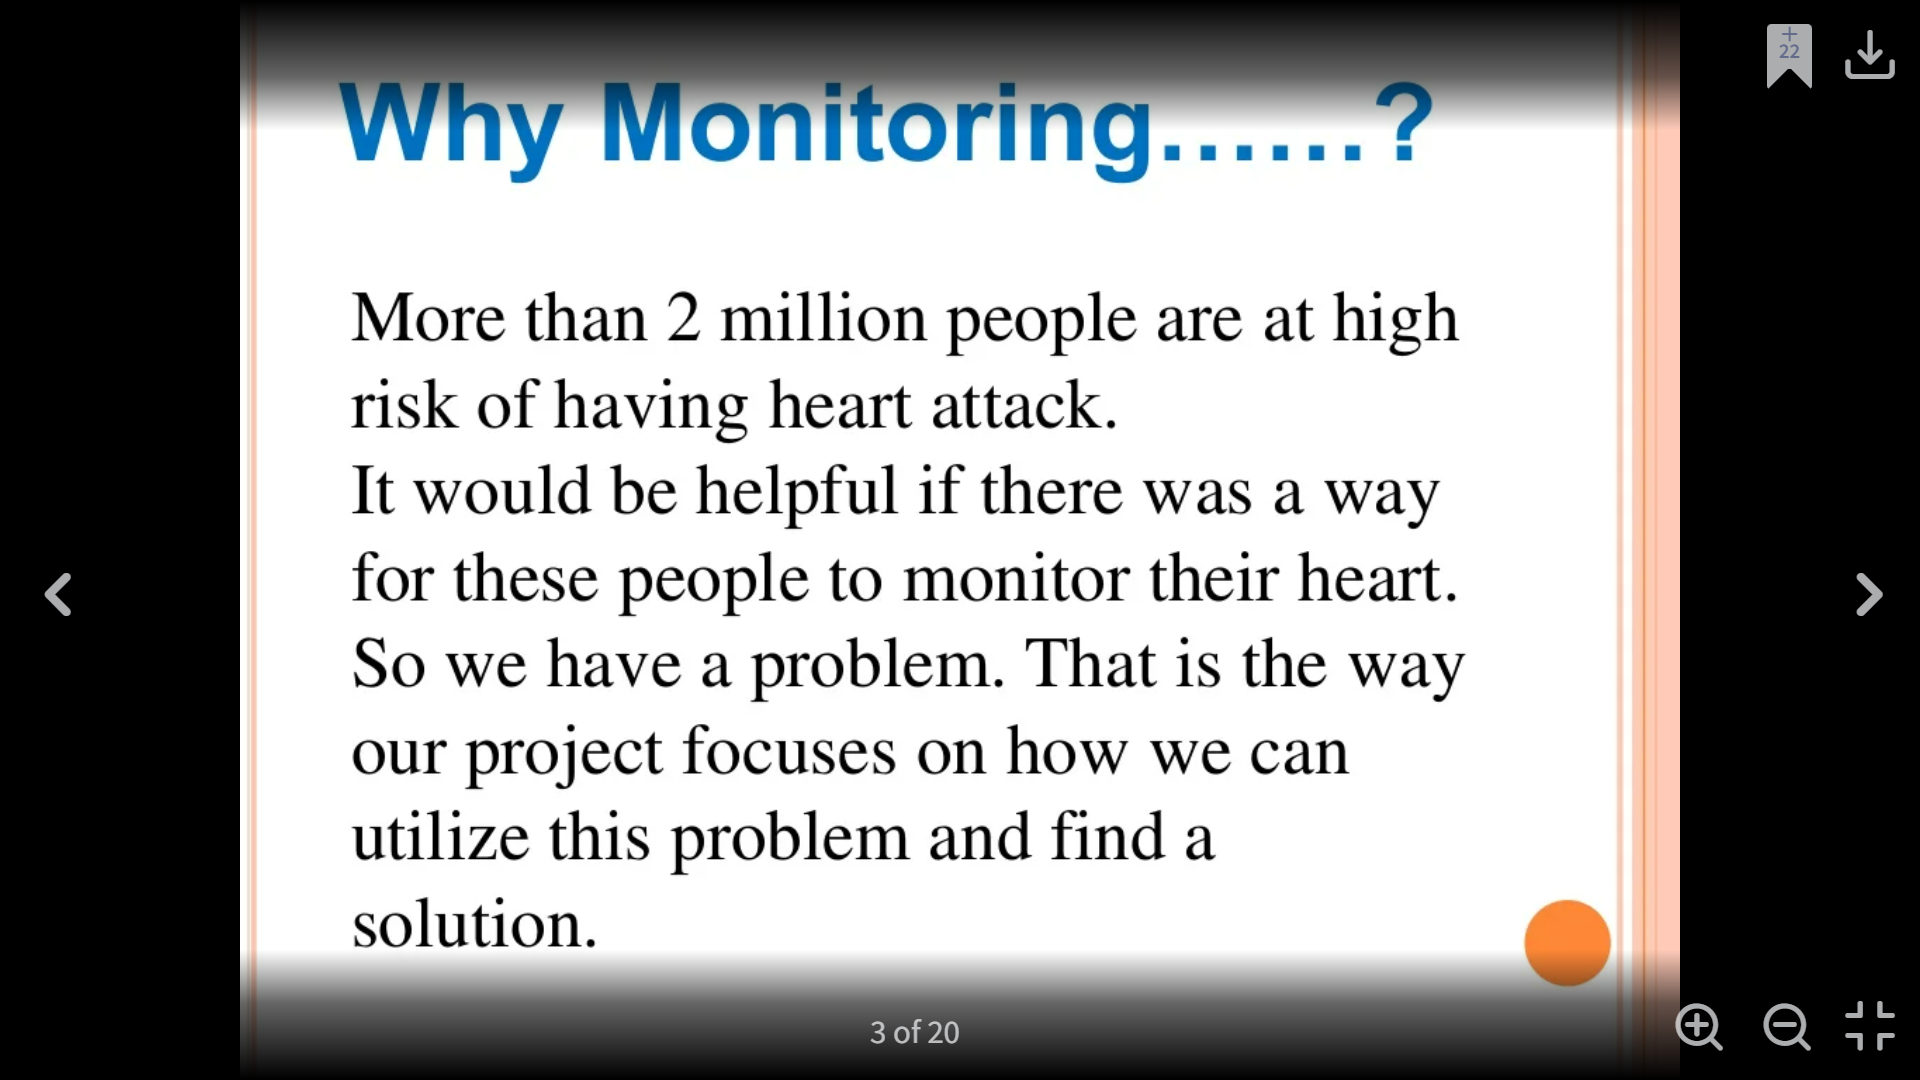 +
22
Why Monitoring......?
More than 2 million people are at high
risk of having heart attack.
It would be helpful if there was a way
for these people to monitor their heart.
So we have a problem. That is the way
our project focuses on how we can
utilize this problem and find a
solution.
3 of 20